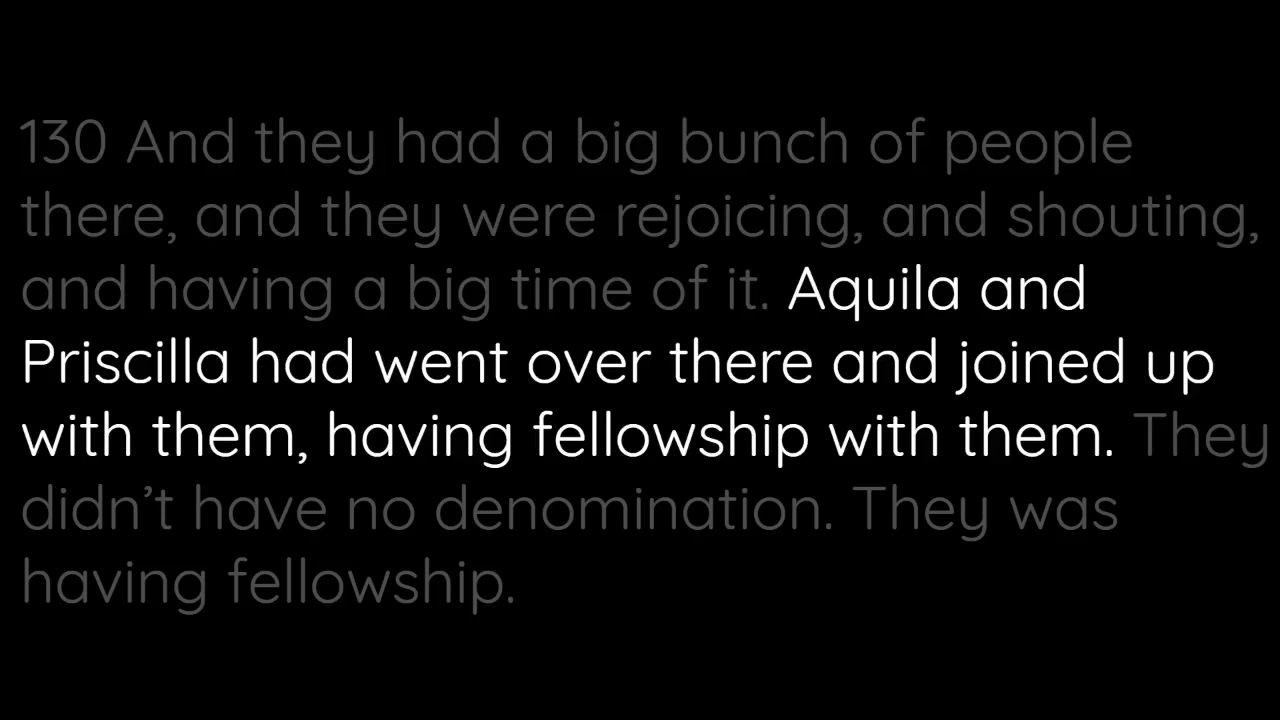 130 And they had a big bunch of people
there, and they were rejoicing, and shouting,
and having a big time of it. Aquila and
Priscilla had went over there and joined up
with them, having fellowship with them. They
didn’t have no denomination. They was
having fellowship.